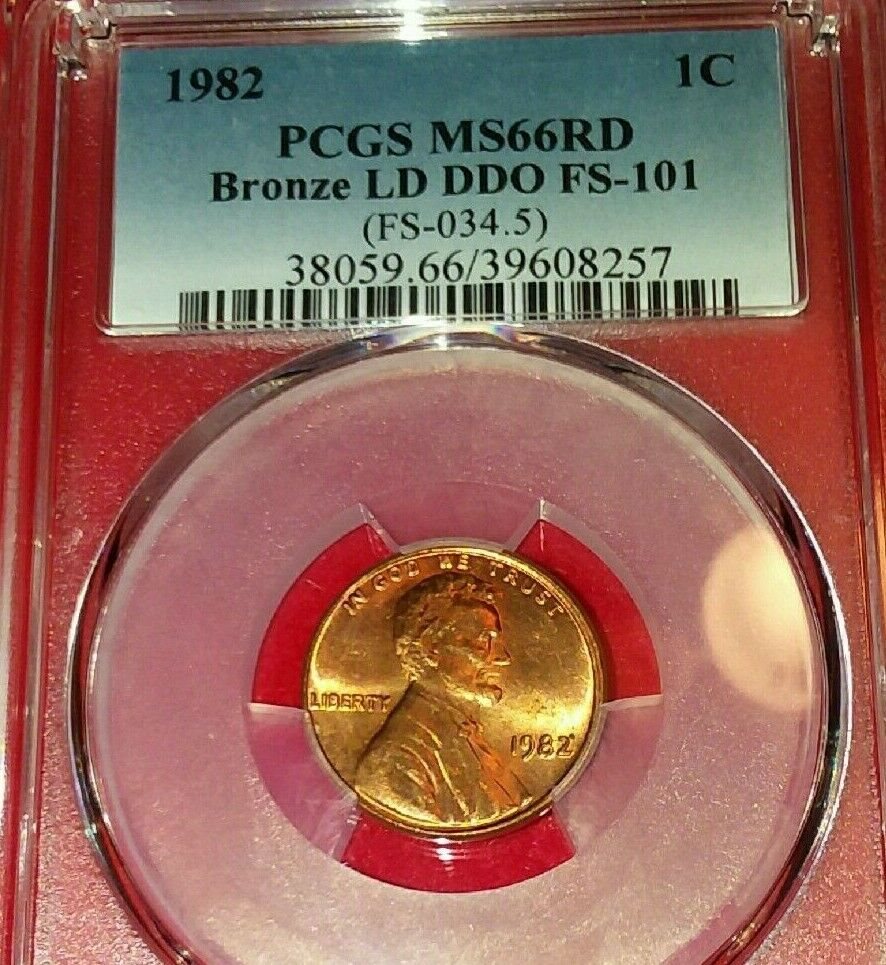 1982 1C
PCGS MS66RD
Bronze LD DDO FS-101
(FS-034.5)
38059.66/39608257
IN GOD WE TRUST
LIBERTY
1982